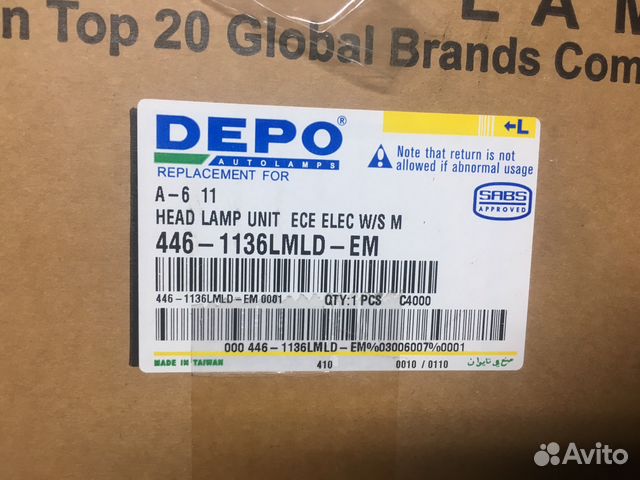 LAM
n Top 20 Global Brands Com
DEPO®
AUTOLAMPS
REPLACEMENT FOR
←L
Note that return is not
allowed if abnormal usage
SABS
APPROVED
A-6 11
HEAD LAMP UNIT ECE ELEC W/S M
446-1136LMLD-EM
446-1136LMLD-EM 0001 QTY:1 PCS C4000
000 446-1136LMLD-EM%03006007%0001
MADE IN TAIWAN 410 0010 / 0110 صنع في تايوان
Avito